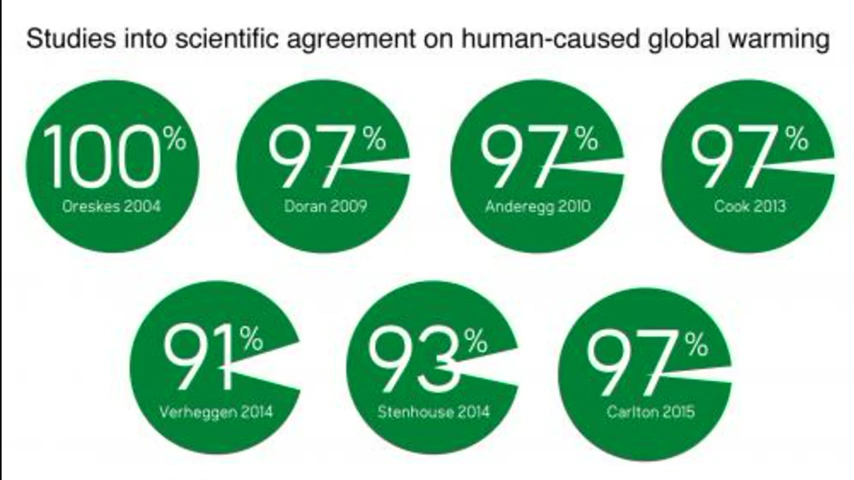 Studies into scientific agreement on human-caused global warming
100%
Oreskes 2004
97%
Doran 2009
97%
Anderegg 2010
97%
Cook 2013
91%
Verheggen 2014
93%
Stenhouse 2014
97%
Carlton 2015